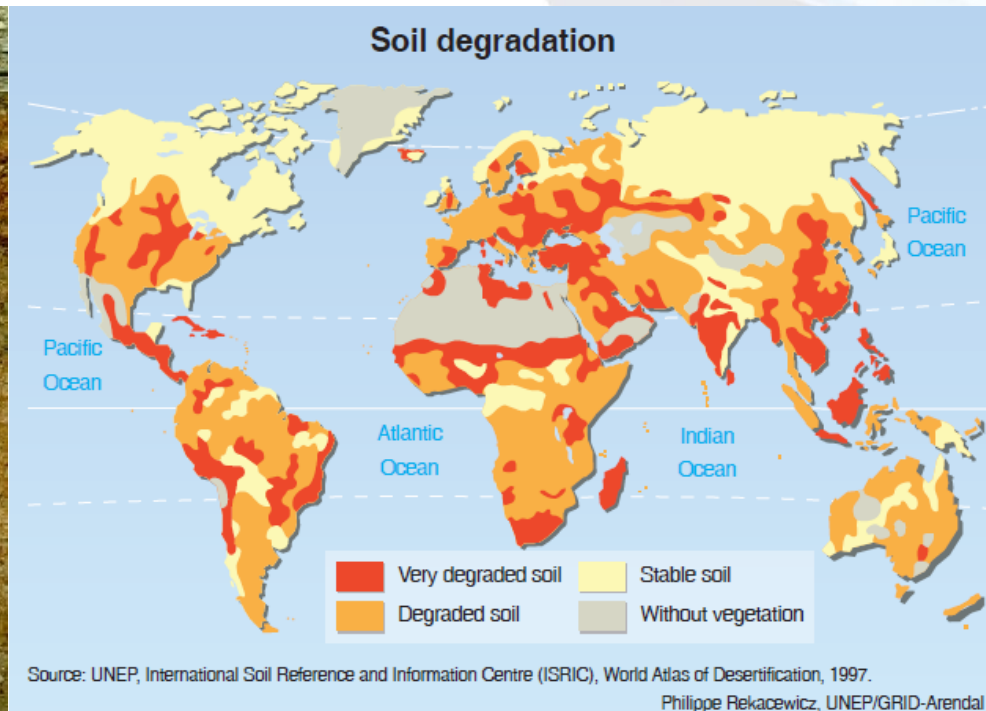 Soil degradation
Pacific
Ocean
Pacific
Ocean
Atlantic
Ocean
Indian
Ocean
Very degraded soil
Stable soil
Degraded soil
Without vegetation
Source: UNEP, International Soil Reference and Information Centre (ISRIC), World Atlas of Desertification, 1997.
Philippe Rekacewicz, UNEP/GRID-Arendal